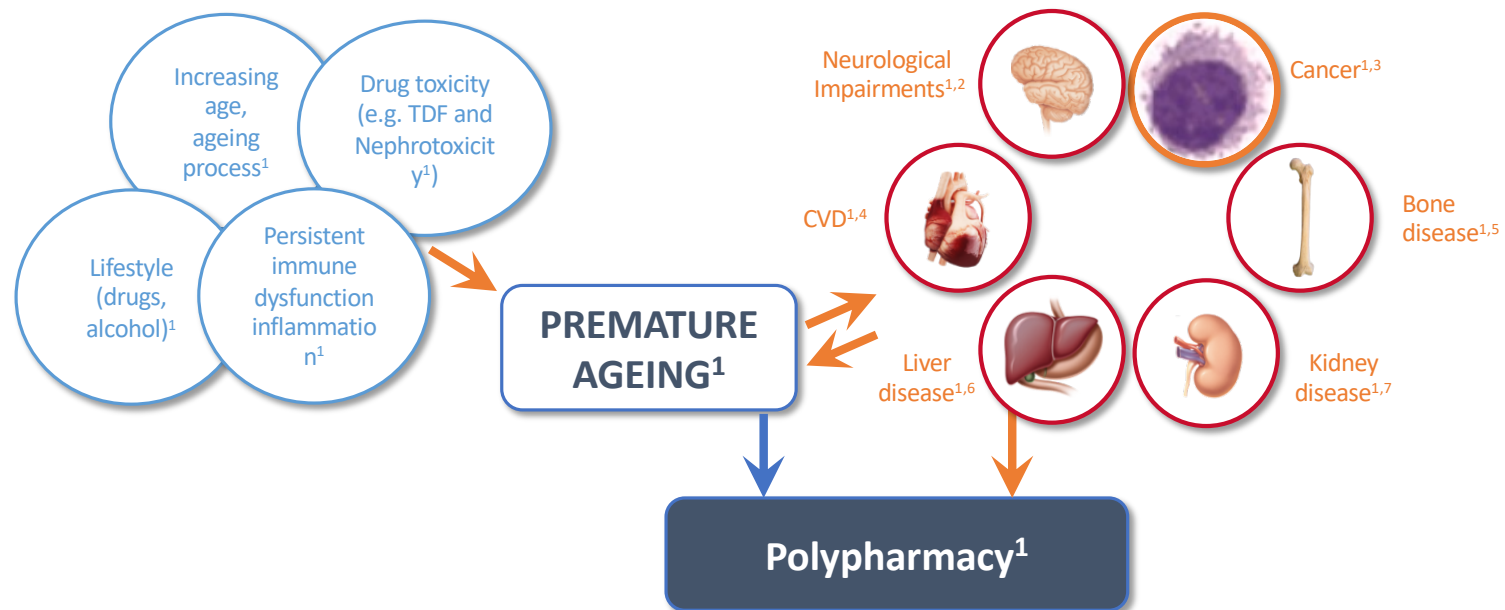 Increasing
age,
ageing
process1
Drug toxicity
(e.g. TDF and
Nephrotoxicit
y1)
Lifestyle
(drugs,
alcohol)1
Persistent
immune
dysfunction
inflammatio
n1
PREMATURE
AGEING1
Neurological
Impairments1,2
Cancer1,3
CVD1,4
Bone
disease1,5
Liver
disease1,6
Kidney
disease1,7
Polypharmacy1